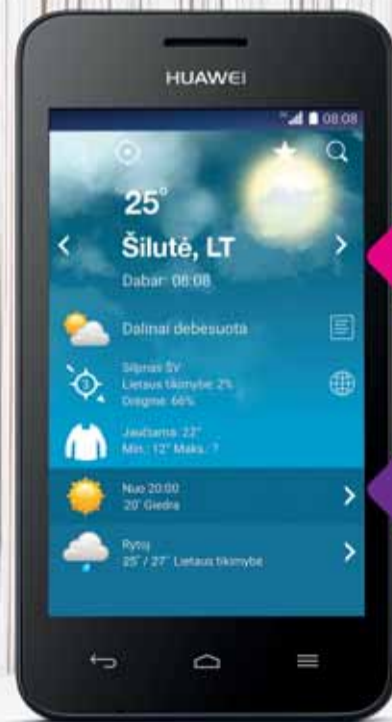 HUAWEI
08:08
25°
Šilutė, LT
Dabar: 08:08
Dalinai debesuota
Silpnas ŠV
Lietaus tikimybė: 2%
Drėgmė: 66%
Jaučiama: 22°
Min.: 12° Maks.: ?
Nuo 20:00
20° Giedra
Rytoj
25° / 27° Lietaus tikimybė